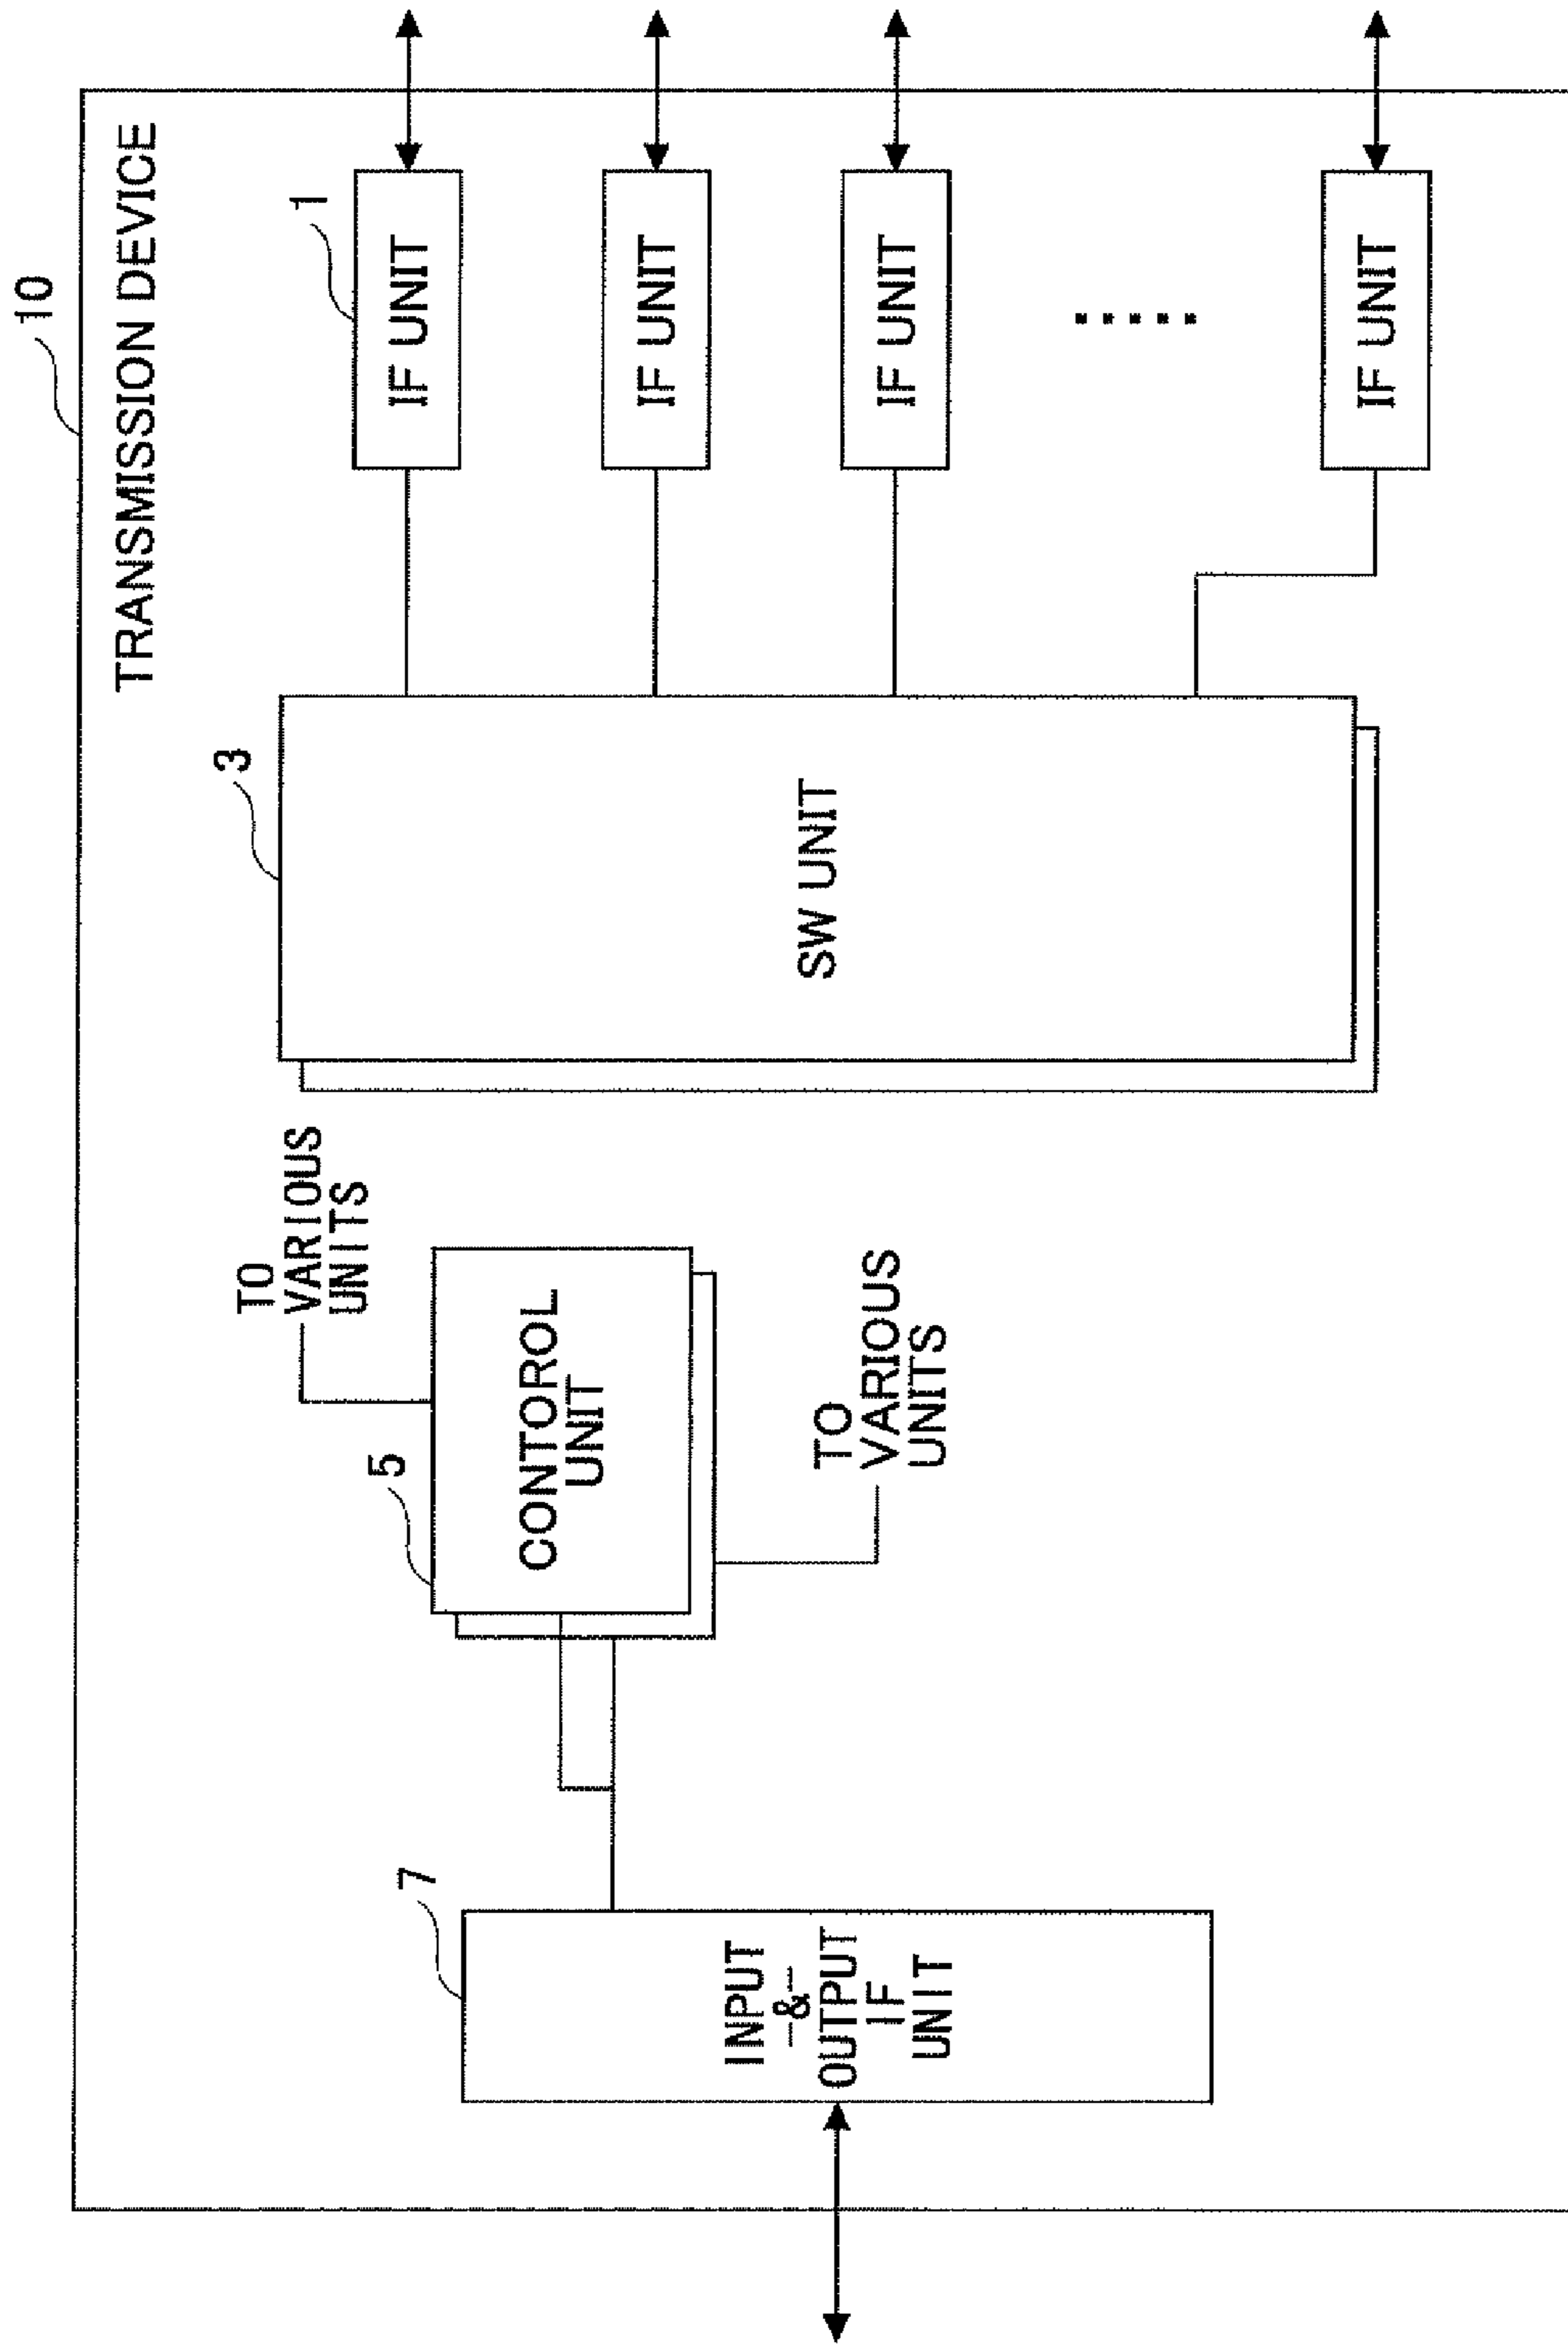 10
TRANSMISSION DEVICE
7
INPUT
-&-
OUTPUT
IF
UNIT
5
CONTOROL
UNIT
TO
VARIOUS
UNITS
TO
VARIOUS
UNITS
3
SW UNIT
1
IF UNIT
IF UNIT
IF UNIT
.....
IF UNIT